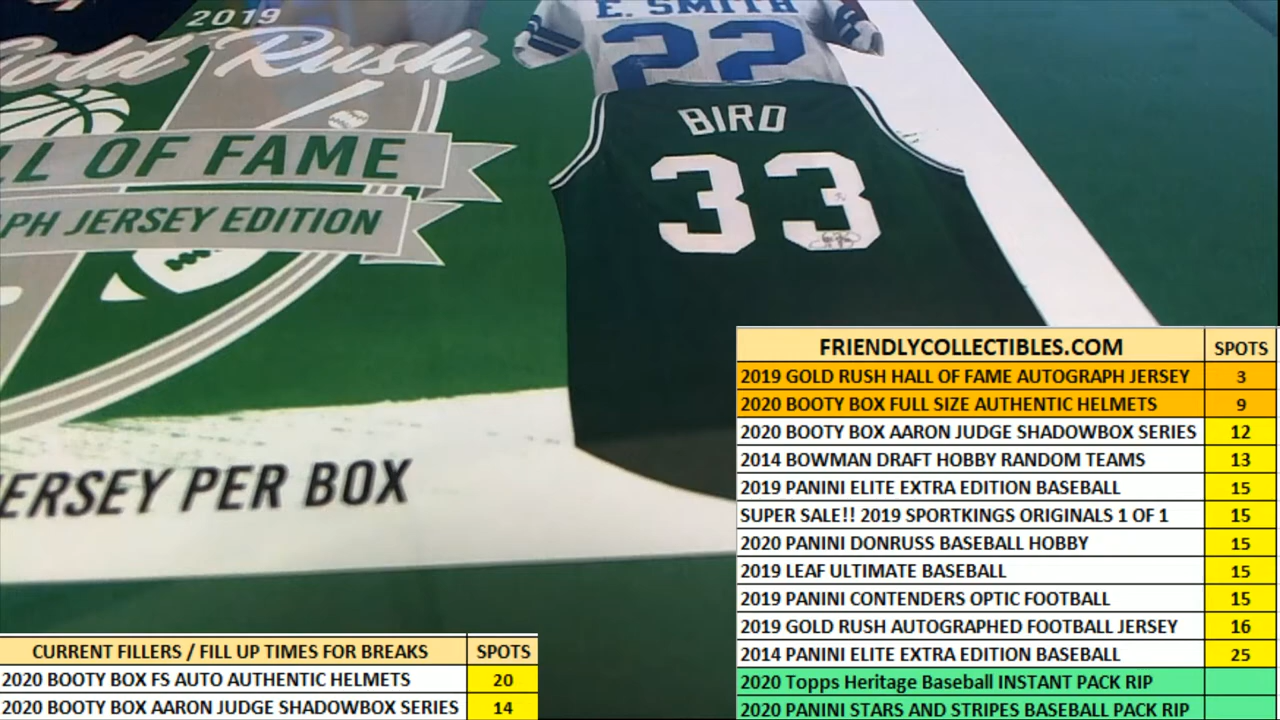 2019
Gold Rush
LL OF FAME
PH JERSEY EDITION
ERSEY PER BOX
E. SMITH
22
BIRD
33
FRIENDLYCOLLECTIBLES.COM SPOTS
2019 GOLD RUSH HALL OF FAME AUTOGRAPH JERSEY 3
2020 BOOTY BOX FULL SIZE AUTHENTIC HELMETS 9
2020 BOOTY BOX AARON JUDGE SHADOWBOX SERIES 12
2014 BOWMAN DRAFT HOBBY RANDOM TEAMS 13
2019 PANINI ELITE EXTRA EDITION BASEBALL 15
SUPER SALE!! 2019 SPORTKINGS ORIGINALS 1 OF 1 15
2020 PANINI DONRUSS BASEBALL HOBBY 15
2019 LEAF ULTIMATE BASEBALL 15
2019 PANINI CONTENDERS OPTIC FOOTBALL 15
2019 GOLD RUSH AUTOGRAPHED FOOTBALL JERSEY 16
2014 PANINI ELITE EXTRA EDITION BASEBALL 25
2020 Topps Heritage Baseball INSTANT PACK RIP
2020 PANINI STARS AND STRIPES BASEBALL PACK RIP
CURRENT FILLERS / FILL UP TIMES FOR BREAKS SPOTS
2020 BOOTY BOX FS AUTO AUTHENTIC HELMETS 20
2020 BOOTY BOX AARON JUDGE SHADOWBOX SERIES 14